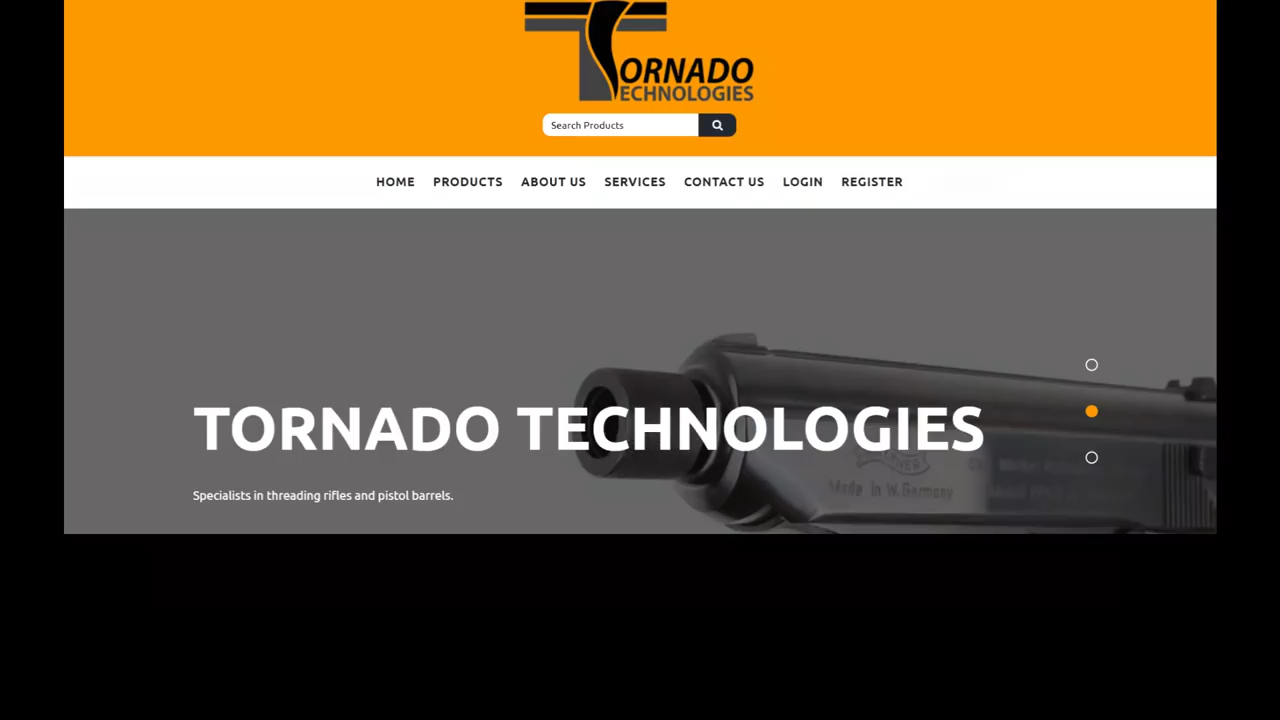 TORNADO
TECHNOLOGIES
Search Products
HOME PRODUCTS ABOUT US SERVICES CONTACT US LOGIN REGISTER
TORNADO TECHNOLOGIES
Made in W.Germany
Specialists in threading rifles and pistol barrels.